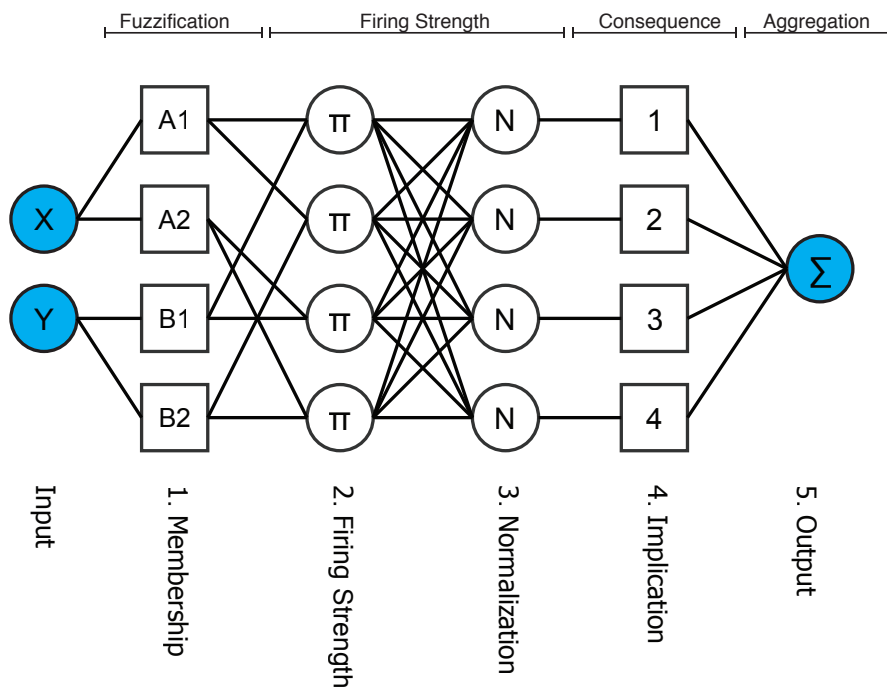 Fuzzification
Firing Strength
Consequence
Aggregation
A1
π
N
1
X
A2
π
N
2
Σ
Y
B1
π
N
3
B2
π
N
4
Input
1. Membership
2. Firing Strength
3. Normalization
4. Implication
5. Output